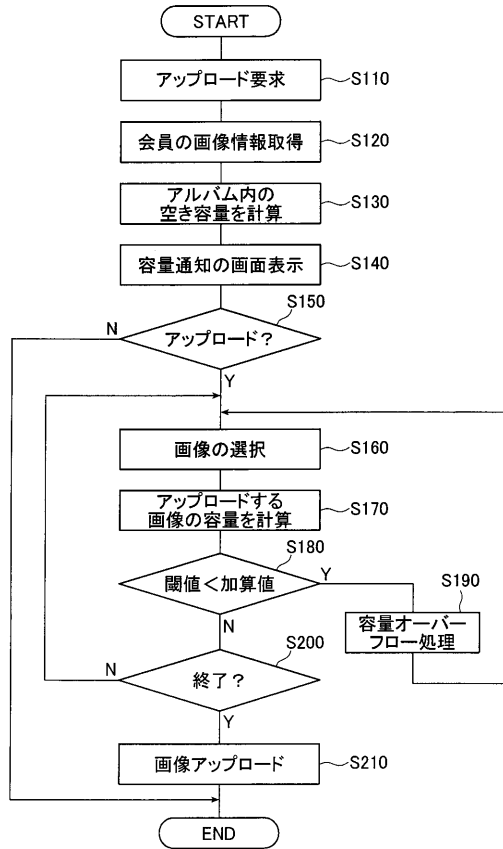 START
アップロード要求
S110
会員の画像情報取得
S120
アルバム内の
空き容量を計算
S130
容量通知の画面表示
S140
S150
N
アップロード?
Y
画像の選択
S160
アップロードする
画像の容量を計算
S170
S180
閾値<加算値
Y
S190
容量オーバー
フロー処理
N
S200
N
終了?
Y
画像アップロード
S210
END